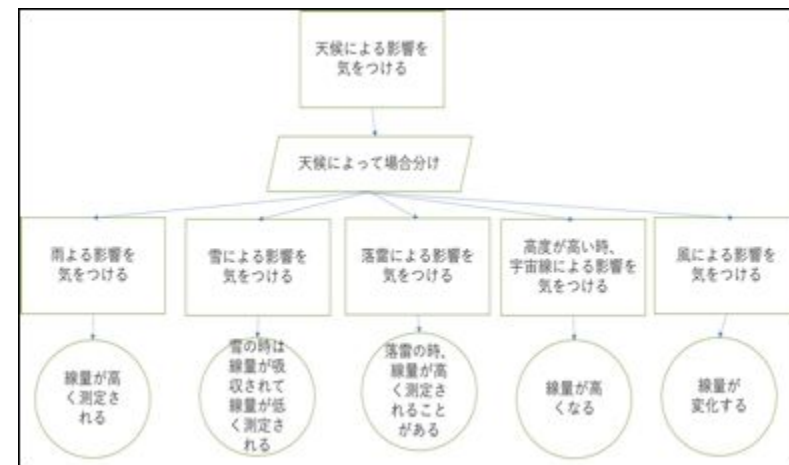 天候による影響を
気をつける
天候によって場合分け
雨よる影響を
気をつける
雪による影響を
気をつける
落雷による影響を
気をつける
高度が高い時、
宇宙線による影響を
気をつける
風による影響を
気をつける
線量が高
く測定さ
れる
雪の時は
線量が吸
収されて
線量が低
く測定さ
れる
落雷の時、
線量が高
く測定さ
れること
がある
線量が高
くなる
線量が
変化する